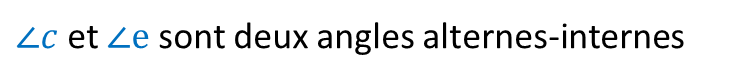 ∠c et ∠e sont deux angles alternes-internes